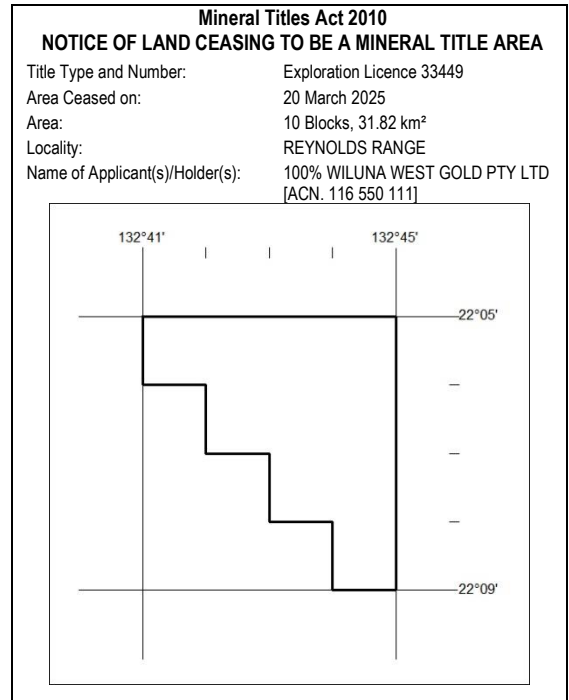 Mineral Titles Act 2010
NOTICE OF LAND CEASING TO BE A MINERAL TITLE AREA
Title Type and Number: Exploration Licence 33449
Area Ceased on: 20 March 2025
Area: 10 Blocks, 31.82 km²
Locality: REYNOLDS RANGE
Name of Applicant(s)/Holder(s): 100% WILUNA WEST GOLD PTY LTD
[ACN. 116 550 111]
132°41' 132°45'
22°05'
22°09'